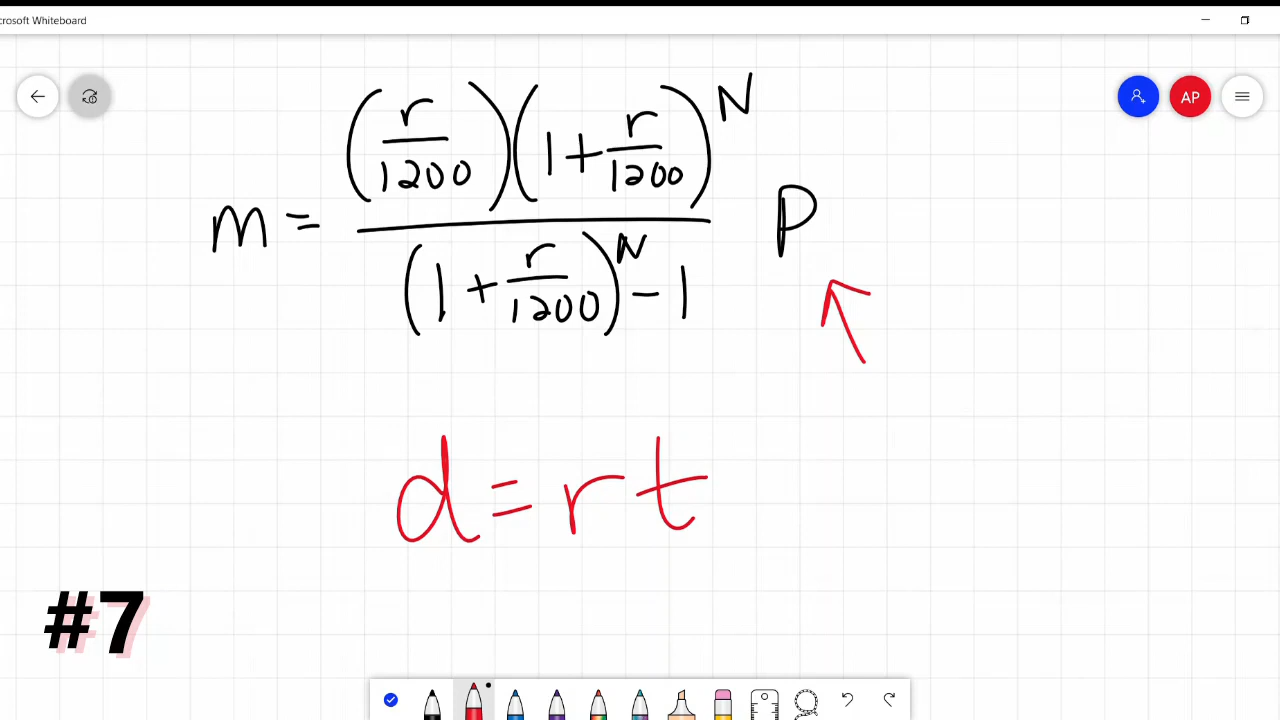 crosoft Whiteboard
AP
m = (r/1200)(1+r/1200)^N / (1+r/1200)^N - 1 P
d = rt
#7